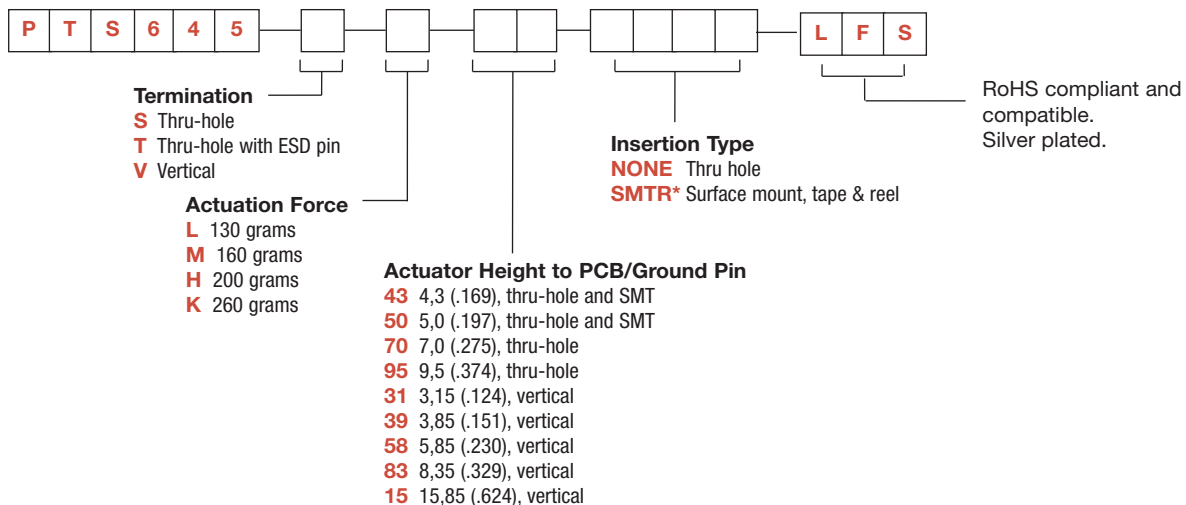 P T S 6 4 5
L F S
Termination
S Thru-hole
T Thru-hole with ESD pin
V Vertical
Actuation Force
L 130 grams
M 160 grams
H 200 grams
K 260 grams
Actuator Height to PCB/Ground Pin
43 4,3 (.169), thru-hole and SMT
50 5,0 (.197), thru-hole and SMT
70 7,0 (.275), thru-hole
95 9,5 (.374), thru-hole
31 3,15 (.124), vertical
39 3,85 (.151), vertical
58 5,85 (.230), vertical
83 8,35 (.329), vertical
15 15,85 (.624), vertical
Insertion Type
NONE Thru hole
SMTR* Surface mount, tape & reel
RoHS compliant and
compatible.
Silver plated.